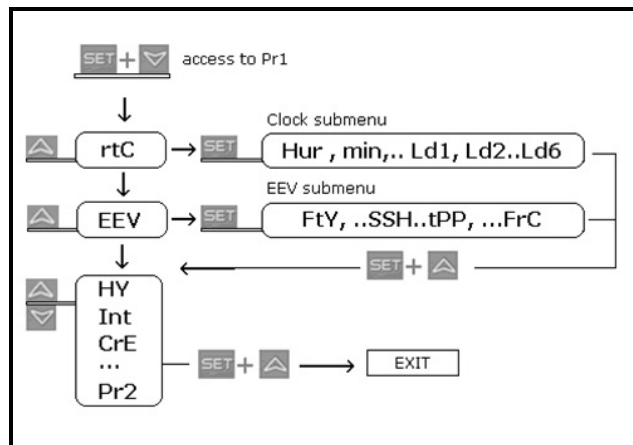 SET + access to Pr1
Clock submenu
rtC SET Hur , min,.. Ld1, Ld2..Ld6
EEV submenu
EEV SET FtY, ..SSH..tPP, ...FrC
SET +
HY
Int
CrE
...
Pr2
SET + EXIT